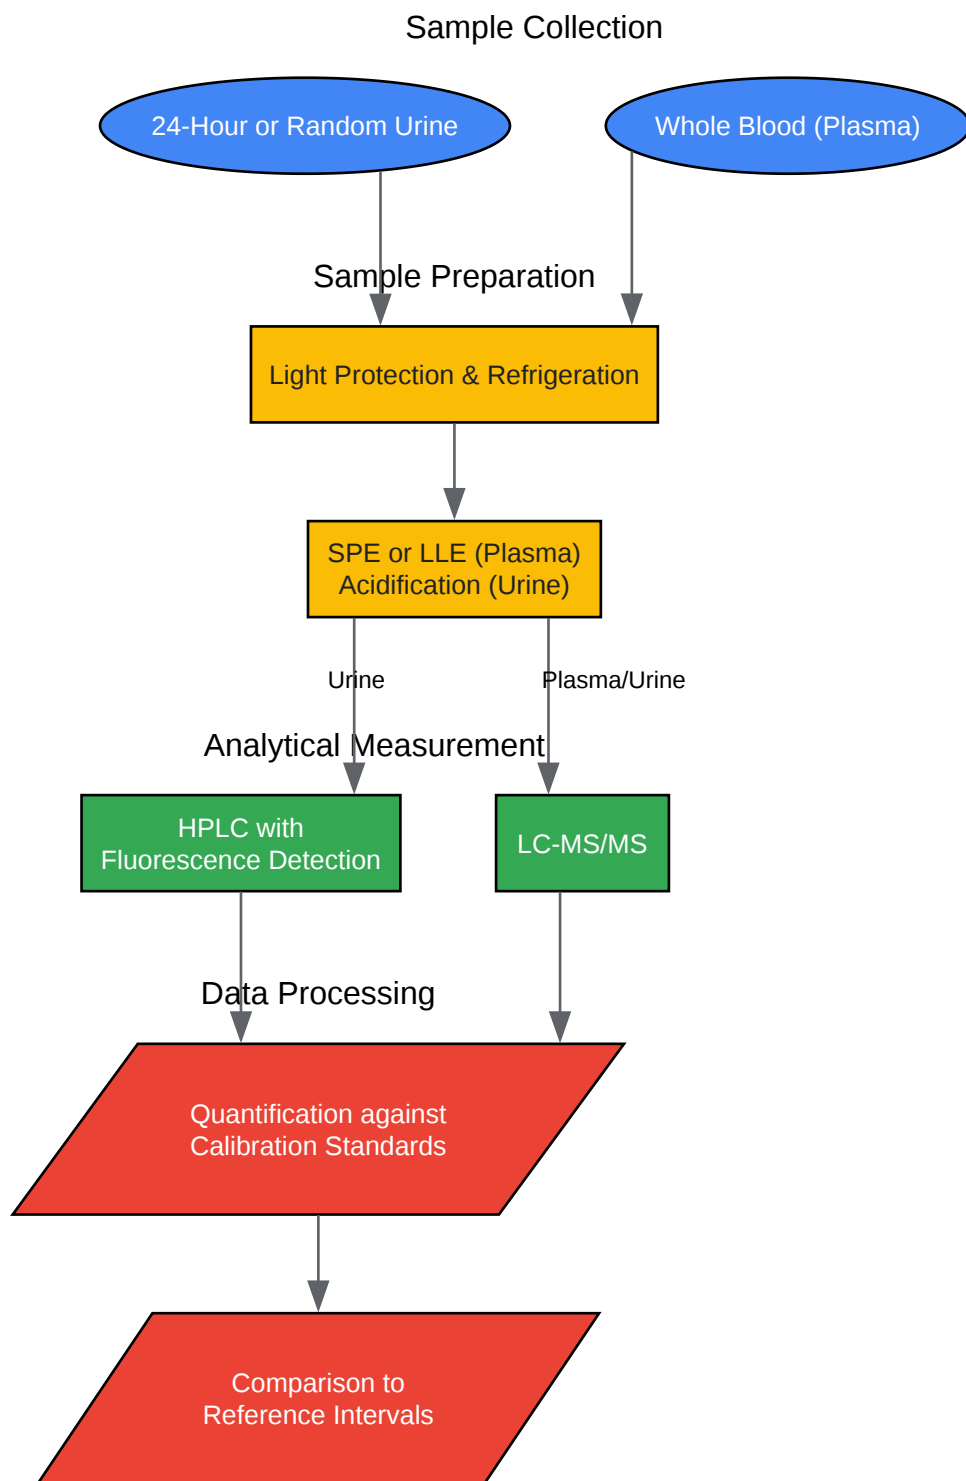 Sample Collection
24-Hour or Random Urine
Whole Blood (Plasma)
Sample Preparation
Light Protection & Refrigeration
SPE or LLE (Plasma)
Acidification (Urine)
Urine
Plasma/Urine
Analytical Measurement
HPLC with
Fluorescence Detection
LC-MS/MS
Data Processing
Quantification against
Calibration Standards
Comparison to
Reference Intervals